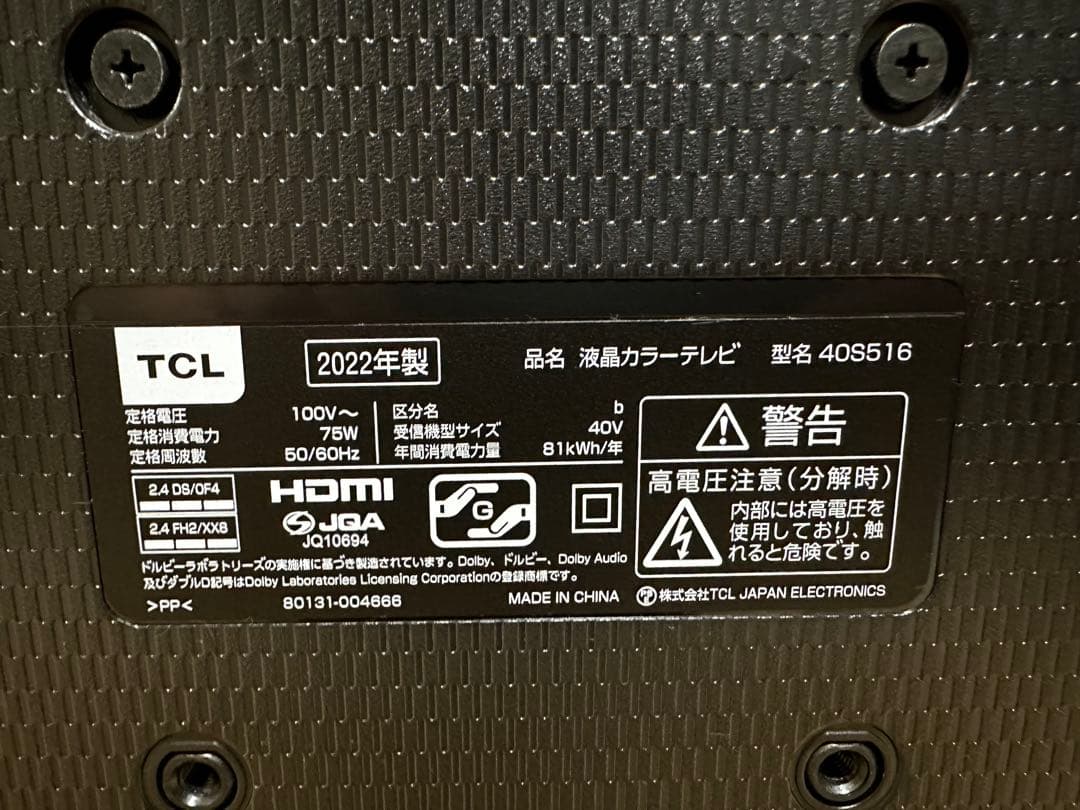 TCL
2022年製
品名 液晶カラーテレビ 型名 40S516
定格電圧 100V～
定格消費電力 75W
定格周波数 50/60Hz
区分名 b
受信機型サイズ 40V
年間消費電力量 81kWh/年
2.4 DS/OF4
2.4 FH2/XX8
HDMI
JQA
JQ10694
G
警告
高電圧注意(分解時)
内部には高電圧を
使用しており、触
れると危険です。
ドルビーラボラトリーズの実施権に基づき製造されています。Dolby、ドルビー、Dolby Audio
及びダブルD記号はDolby Laboratories Licensing Corporationの登録商標です。
>PP<
80131-004666
MADE IN CHINA
株式会社TCL JAPAN ELECTRONICS